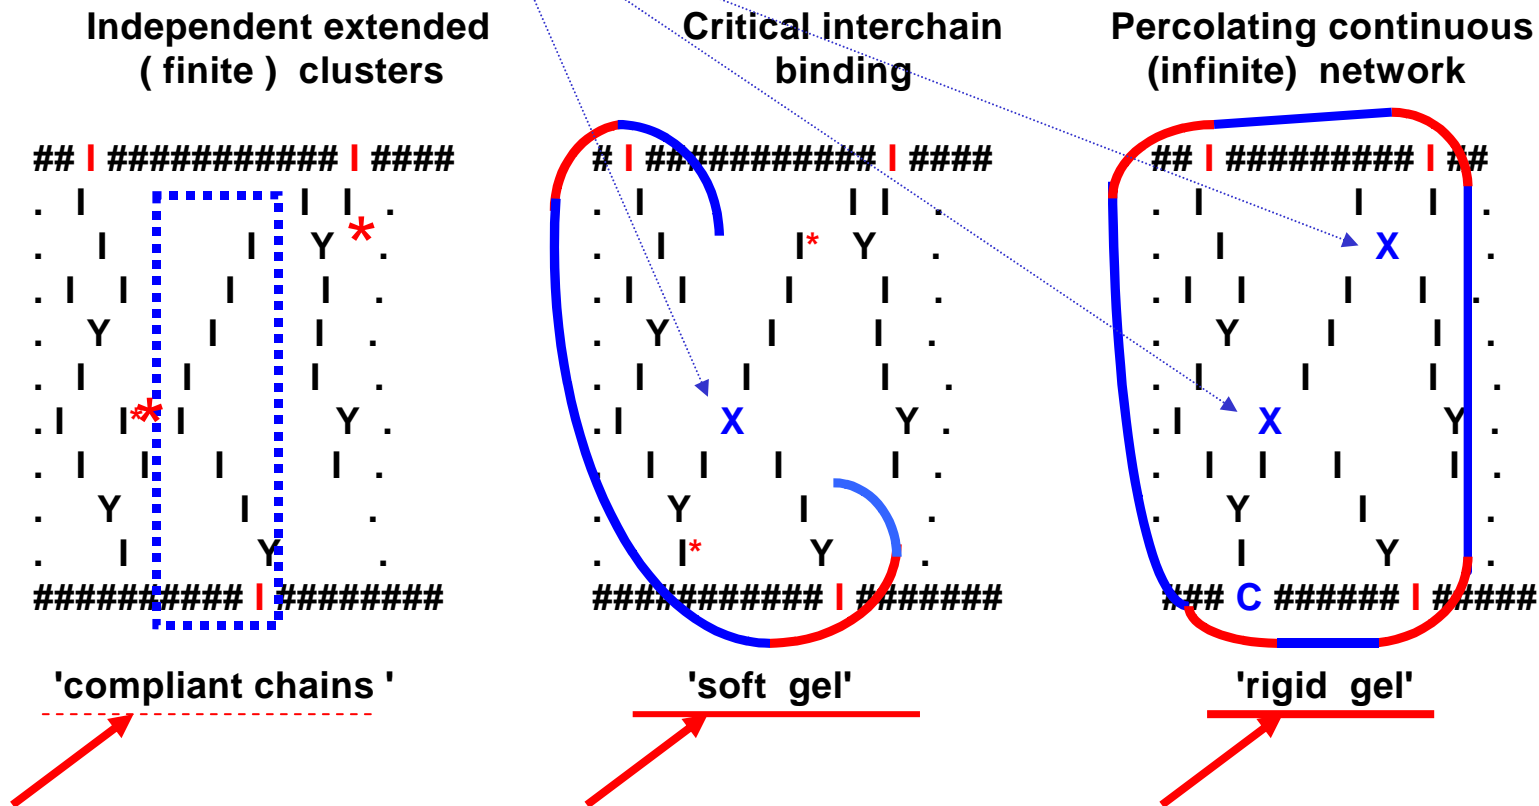 Independent extended
( finite ) clusters
## I ########### I ####
. I I I .
. I I Y * .
. I I I I .
. Y I I .
. I I I .
. I I* * I Y .
. I I I I .
. Y I .
. I Y .
########## I ########
'compliant chains '
Critical interchain
binding
# I ########### I ####
. I I I .
. I I* Y .
. I I I I .
. Y I I .
. I I I .
. I X Y .
. I I I I .
. Y I .
. I* Y .
########### I #######
'soft gel'
Percolating continuous
(infinite) network
## I ######### I ##
. I I I .
. I X .
. I I I I .
. Y I I .
. I I I .
. I X Y .
. I I I I .
. Y I .
. I Y .
### C ###### I #####
'rigid gel'